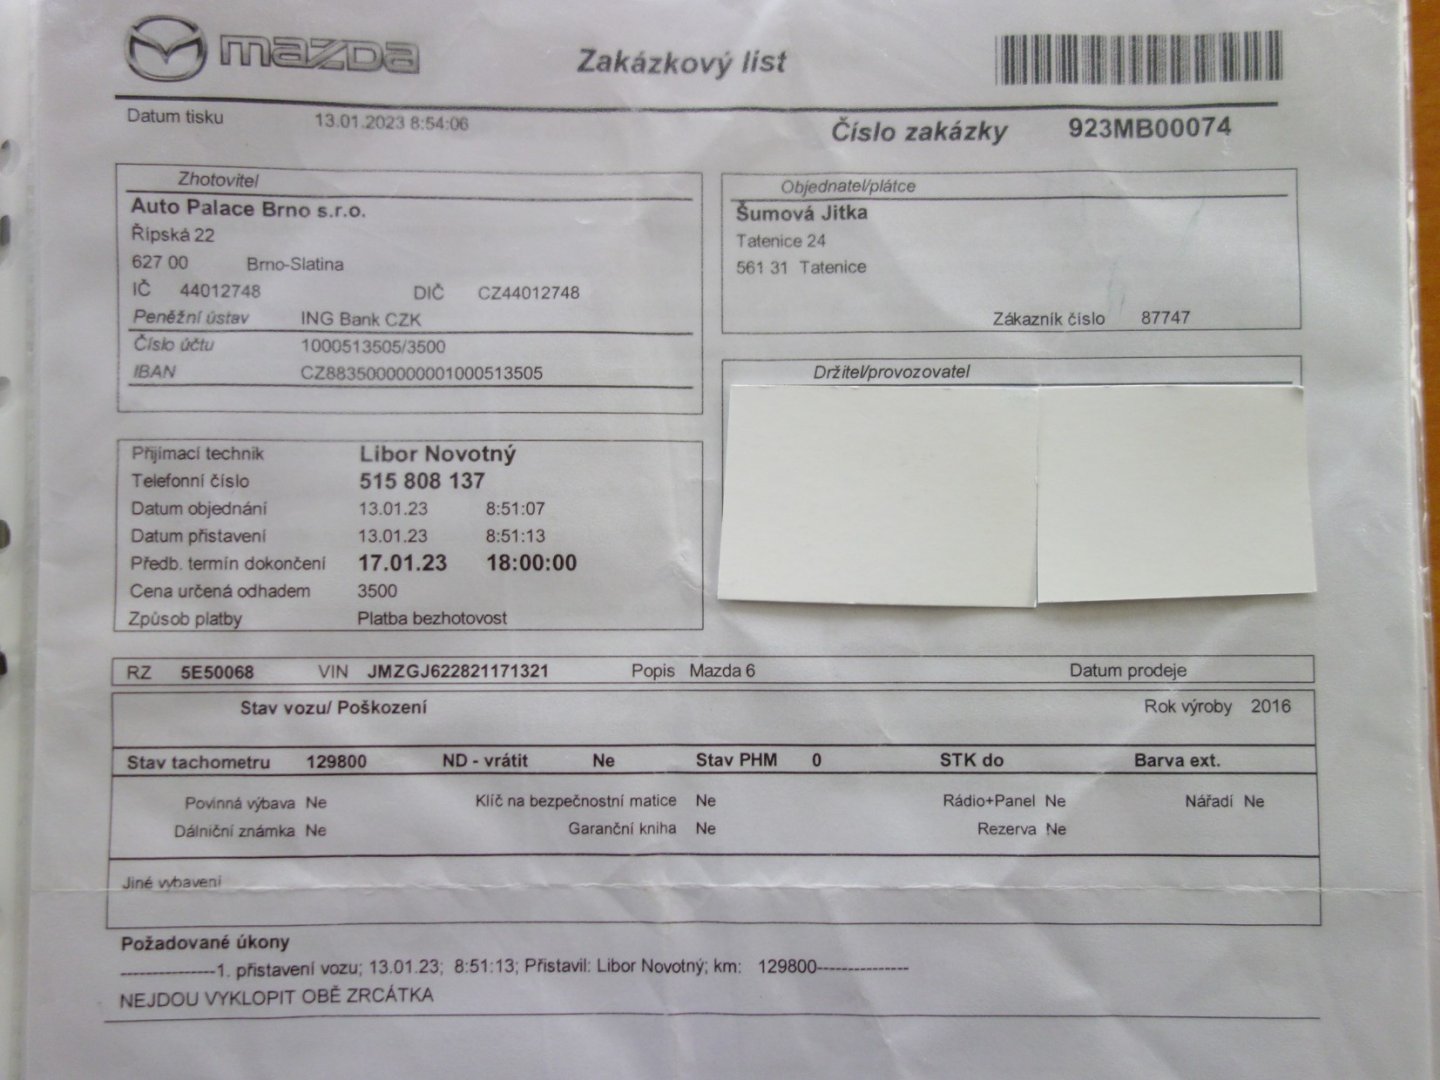 mazda
Zakázkový list
Datum tisku 13.01.2023 8:54:06
Číslo zakázky 923MB00074
Zhotovitel
Auto Palace Brno s.r.o.
Řípská 22
627 00 Brno-Slatina
IČ 44012748 DIČ CZ44012748
Peněžní ústav ING Bank CZK
Číslo účtu 1000513505/3500
IBAN CZ8835000000001000513505
Objednatel/plátce
Šumová Jitka
Tatenice 24
561 31 Tatenice
Zákazník číslo 87747
Držitel/provozovatel
Přijímací technik Libor Novotný
Telefonní číslo 515 808 137
Datum objednání 13.01.23 8:51:07
Datum přistavení 13.01.23 8:51:13
Předb. termín dokončení 17.01.23 18:00:00
Cena určená odhadem 3500
Způsob platby Platba bezhotovost
RZ 5E50068 VIN JMZGJ622821171321 Popis Mazda 6 Datum prodeje
Stav vozu/ Poškození Rok výroby 2016
Stav tachometru 129800 ND - vrátit Ne Stav PHM 0 STK do Barva ext.
Povinná výbava Ne Klíč na bezpečnostní matice Ne Rádio+Panel Ne Nářadí Ne
Dálniční známka Ne Garanční kniha Ne Rezerva Ne
Jiné vybavení
Požadované úkony
---------------1. přistavení vozu; 13.01.23; 8:51:13; Přistavil: Libor Novotný; km: 129800---------------
NEJDOU VYKLOPIT OBĚ ZRCÁTKA